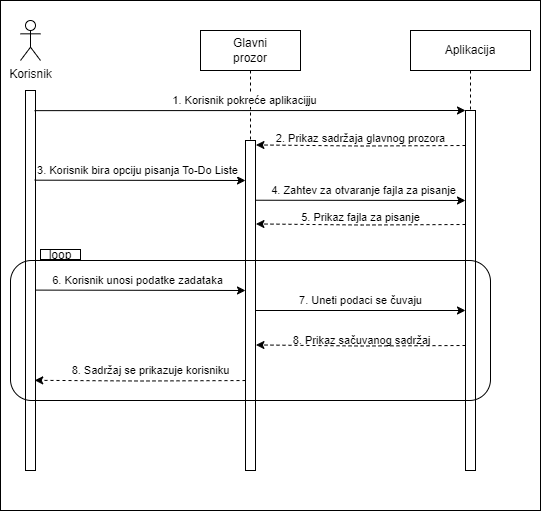 Korisnik
Glavni
prozor
Aplikacija
1. Korisnik pokreće aplikacijju
2. Prikaz sadržaja glavnog prozora
3. Korisnik bira opciju pisanja To-Do Liste
4. Zahtev za otvaranje fajla za pisanje
5. Prikaz fajla za pisanje
loop
6. Korisnik unosi podatke zadataka
7. Uneti podaci se čuvaju
8. Prikaz sačuvanog sadržaj
8. Sadržaj se prikazuje korisniku